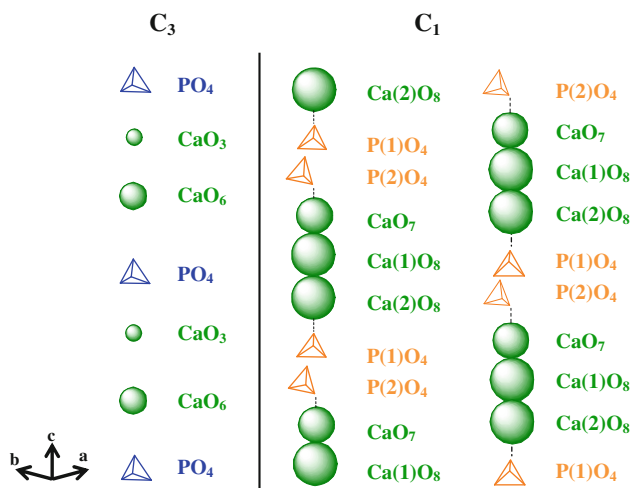 C₃
C₁
PO₄
CaO₃
CaO₆
PO₄
CaO₃
CaO₆
PO₄
c
b
a
Ca(2)O₈
P(1)O₄
P(2)O₄
CaO₇
Ca(1)O₈
Ca(2)O₈
P(1)O₄
P(2)O₄
CaO₇
Ca(1)O₈
P(2)O₄
CaO₇
Ca(1)O₈
Ca(2)O₈
P(1)O₄
P(2)O₄
CaO₇
Ca(1)O₈
Ca(2)O₈
P(1)O₄